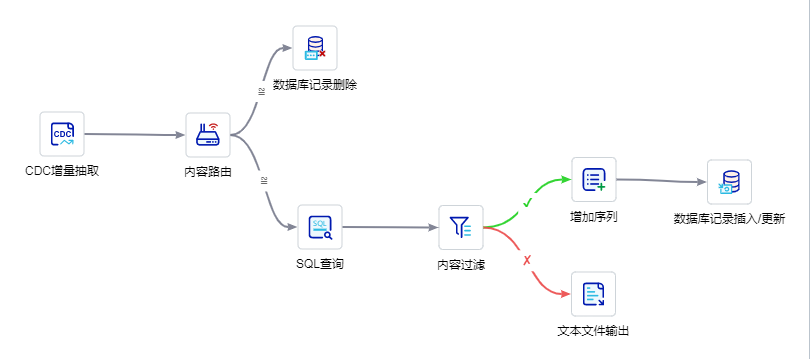 数据库记录删除
CDC
CDC增量抽取
内容路由
SQL
SQL查询
内容过滤
增加序列
数据库记录插入/更新
文本文件输出